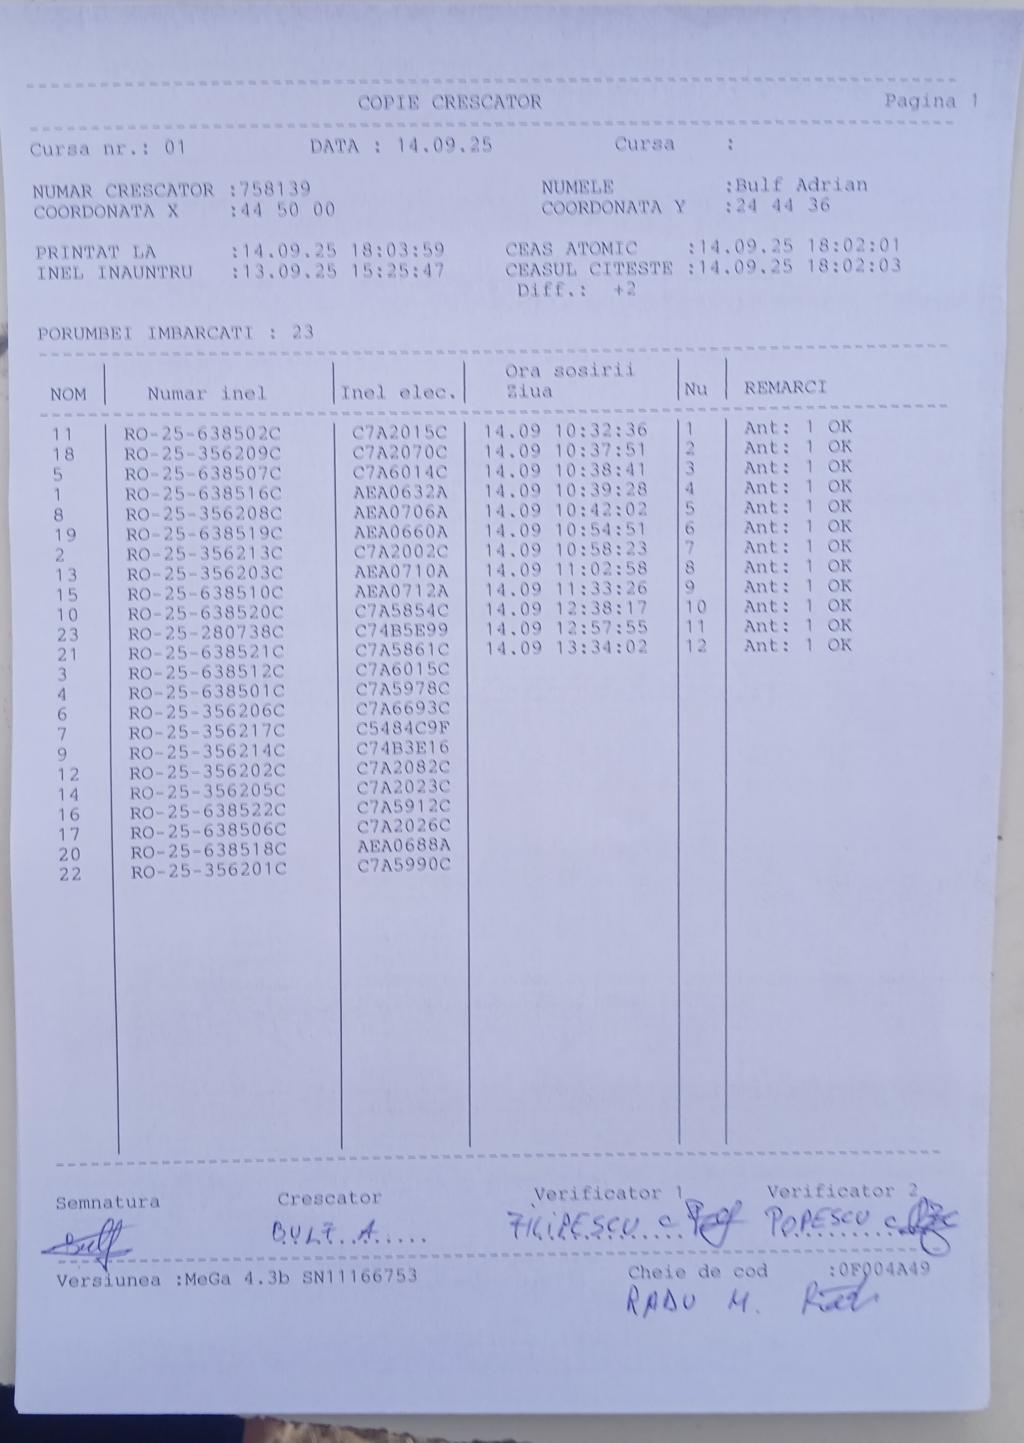 COPIE CRESCATOR Pagina 1
Cursa nr.: 01 DATA : 14.09.25 Cursa :
NUMAR CRESCATOR :758139 NUMELE :Bulf Adrian
COORDONATA X :44 50 00 COORDONATA Y :24 44 36
PRINTAT LA :14.09.25 18:03:59 CEAS ATOMIC :14.09.25 18:02:01
INEL INAUNTRU :13.09.25 15:25:47 CEASUL CITESTE :14.09.25 18:02:03
Diff.: +2
PORUMBEI IMBARCATI : 23
NOM Numar inel Inel elec. Ora sosirii Ziua Nu REMARCI
11 RO-25-638502C C7A2015C 14.09 10:32:36 1 Ant: 1 OK
18 RO-25-356209C C7A2070C 14.09 10:37:51 2 Ant: 1 OK
5 RO-25-638507C C7A6014C 14.09 10:38:41 3 Ant: 1 OK
1 RO-25-638516C AEA0632A 14.09 10:39:28 4 Ant: 1 OK
8 RO-25-356208C AEA0706A 14.09 10:42:02 5 Ant: 1 OK
19 RO-25-638519C AEA0660A 14.09 10:54:51 6 Ant: 1 OK
2 RO-25-356213C C7A2002C 14.09 10:58:23 7 Ant: 1 OK
13 RO-25-356203C AEA0710A 14.09 11:02:58 8 Ant: 1 OK
15 RO-25-638510C AEA0712A 14.09 11:33:26 9 Ant: 1 OK
10 RO-25-638520C C7A5854C 14.09 12:38:17 10 Ant: 1 OK
23 RO-25-280738C C74B5E99 14.09 12:57:55 11 Ant: 1 OK
21 RO-25-638521C C7A5861C 14.09 13:34:02 12 Ant: 1 OK
3 RO-25-638512C C7A6015C
4 RO-25-638501C C7A5978C
6 RO-25-356206C C7A6693C
7 RO-25-356217C C5484C9F
9 RO-25-356214C C74B3E16
12 RO-25-356202C C7A2082C
14 RO-25-356205C C7A2023C
16 RO-25-638522C C7A5912C
17 RO-25-638506C C7A2026C
20 RO-25-638518C AEA0688A
22 RO-25-356201C C7A5990C
Semnatura Crescator Verificator 1 Verificator 2
Bulf BULF A. FILIPESCU C POPESCU C
Versiunea :MeGa 4.3b SN11166753 Cheie de cod :0F004A49
RADU M.